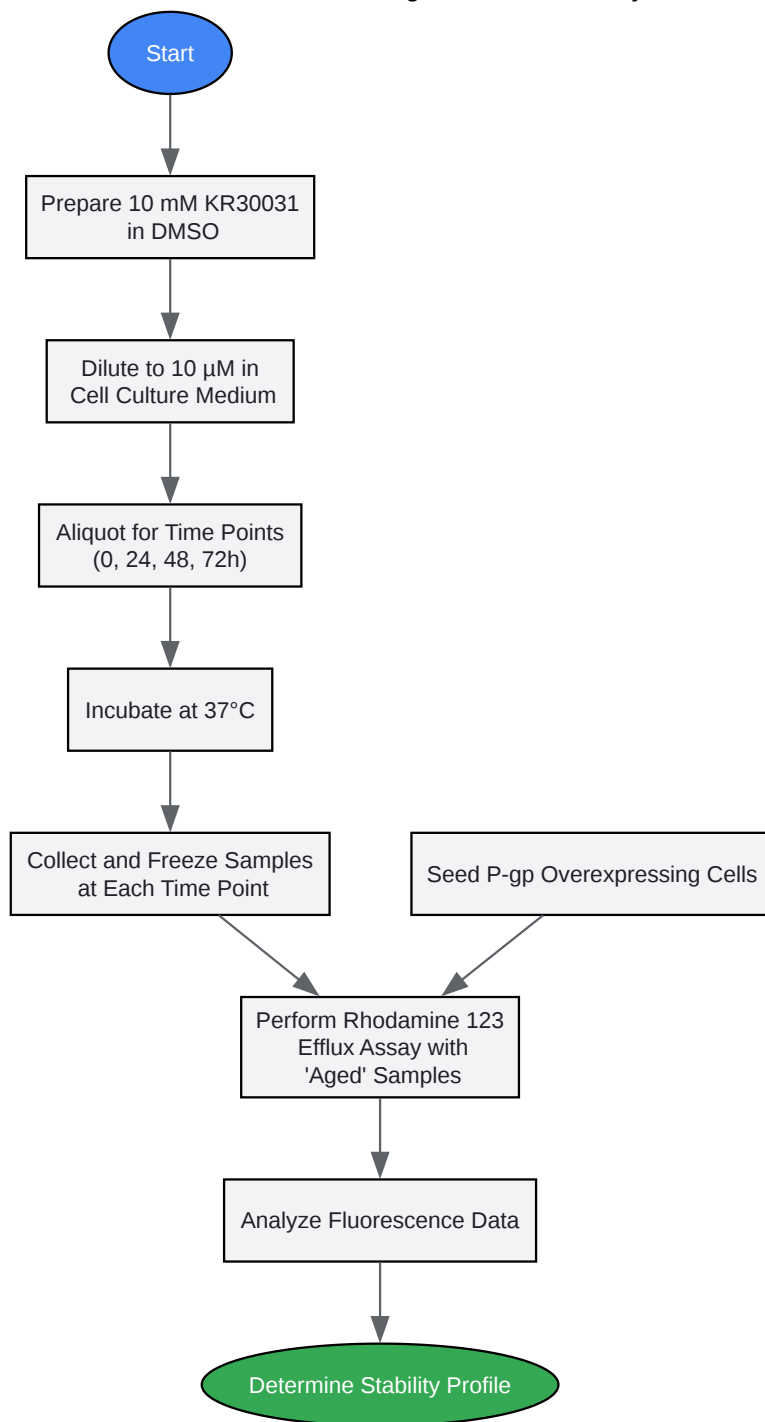 Start
Prepare 10 mM KR30031
in DMSO
Dilute to 10 µM in
Cell Culture Medium
Aliquot for Time Points
(0, 24, 48, 72h)
Incubate at 37°C
Collect and Freeze Samples
at Each Time Point
Seed P-gp Overexpressing Cells
Perform Rhodamine 123
Efflux Assay with
'Aged' Samples
Analyze Fluorescence Data
Determine Stability Profile